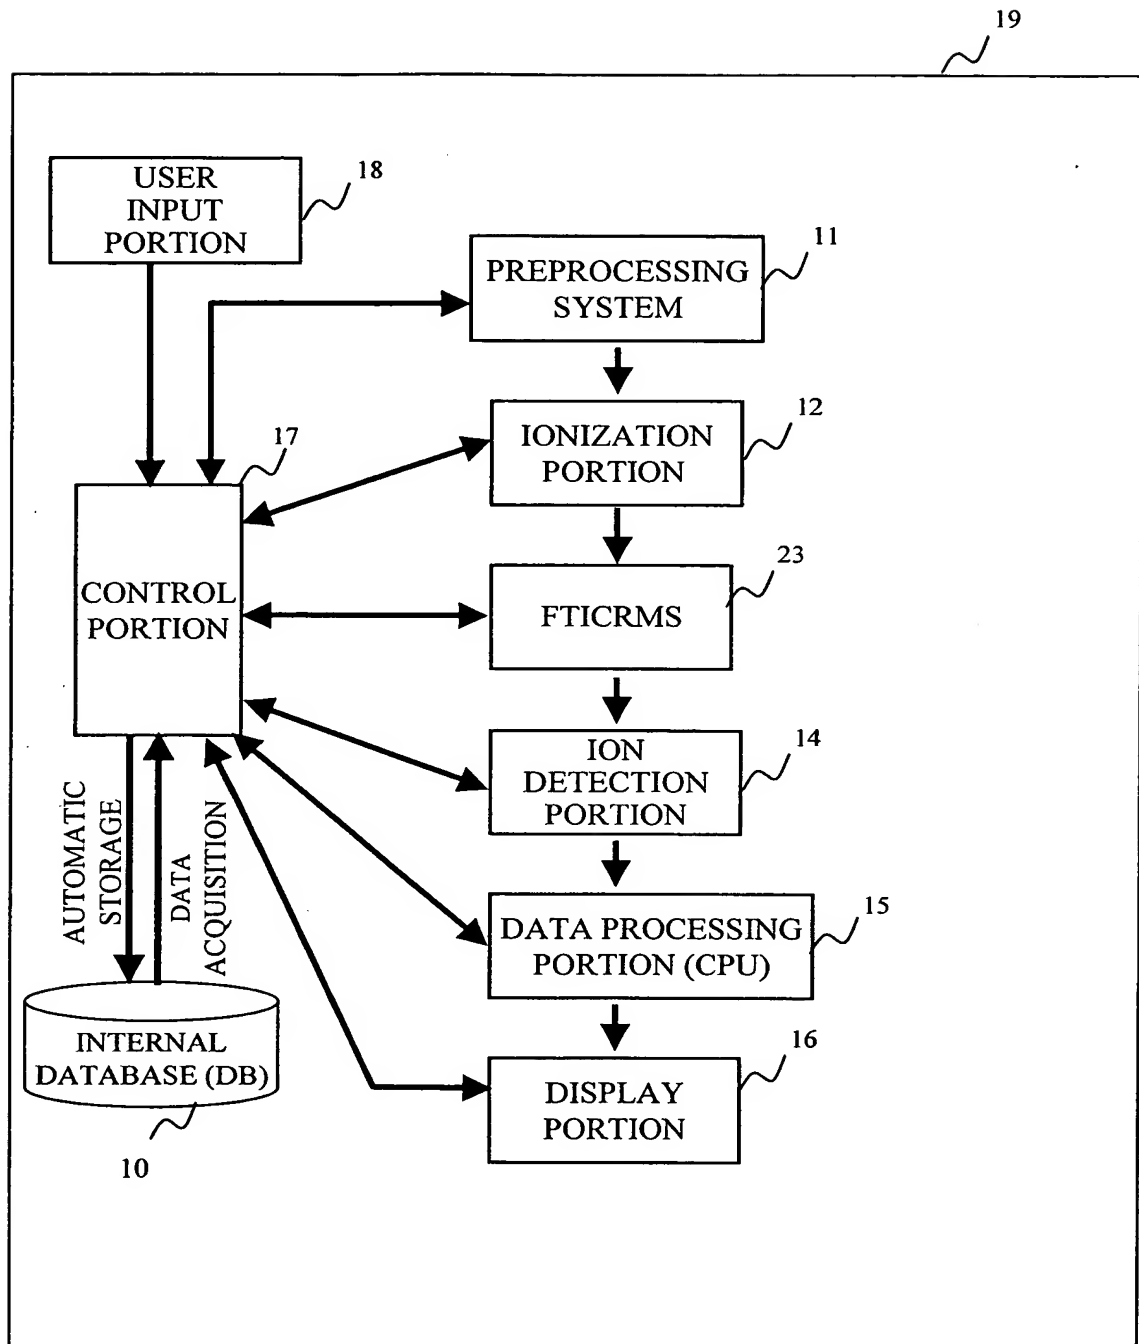 19
USER
INPUT
PORTION
18
PREPROCESSING
SYSTEM
11
IONIZATION
PORTION
12
17
CONTROL
PORTION
FTICRMS
23
ION
DETECTION
PORTION
14
AUTOMATIC
STORAGE
DATA
ACQUISITION
DATA PROCESSING
PORTION (CPU)
15
INTERNAL
DATABASE (DB)
10
DISPLAY
PORTION
16